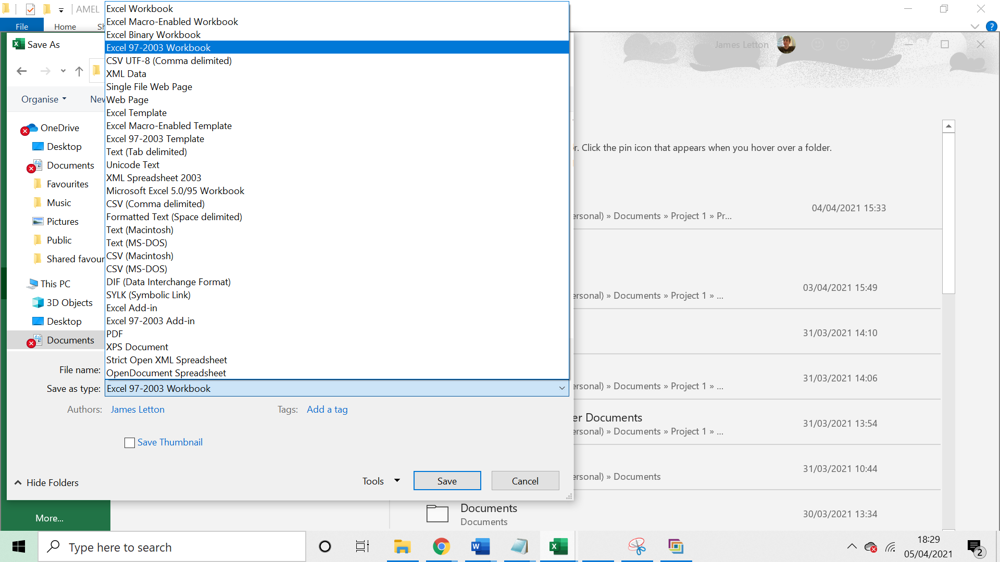 AMEL
File
Home
Sh
Save As
James Letton
Organise
New
OneDrive
Desktop
Documents
Favourites
Music
Pictures
Public
Shared favour
This PC
3D Objects
Desktop
Documents
Excel Workbook
Excel Macro-Enabled Workbook
Excel Binary Workbook
Excel 97-2003 Workbook
CSV UTF-8 (Comma delimited)
XML Data
Single File Web Page
Web Page
Excel Template
Excel Macro-Enabled Template
Excel 97-2003 Template
Text (Tab delimited)
Unicode Text
XML Spreadsheet 2003
Microsoft Excel 5.0/95 Workbook
CSV (Comma delimited)
Formatted Text (Space delimited)
Text (Macintosh)
Text (MS-DOS)
CSV (Macintosh)
CSV (MS-DOS)
DIF (Data Interchange Format)
SYLK (Symbolic Link)
Excel Add-in
Excel 97-2003 Add-in
PDF
XPS Document
Strict Open XML Spreadsheet
OpenDocument Spreadsheet
File name:
Save as type: Excel 97-2003 Workbook
Authors: James Letton Tags: Add a tag
Save Thumbnail
Hide Folders
Tools Save Cancel
More...
r. Click the pin icon that appears when you hover over a folder.
04/04/2021 15:33
ersonal) » Documents » Project 1 » Pr...
03/04/2021 15:49
ersonal) » Documents » Project 1 » ...
31/03/2021 14:10
31/03/2021 14:06
ersonal) » Documents » Project 1 » ...
er Documents
31/03/2021 13:54
ersonal) » Documents » Project 1 » ...
31/03/2021 10:44
ersonal) » Documents
Documents
30/03/2021 13:34
Documents
Type here to search
18:29
05/04/2021
2